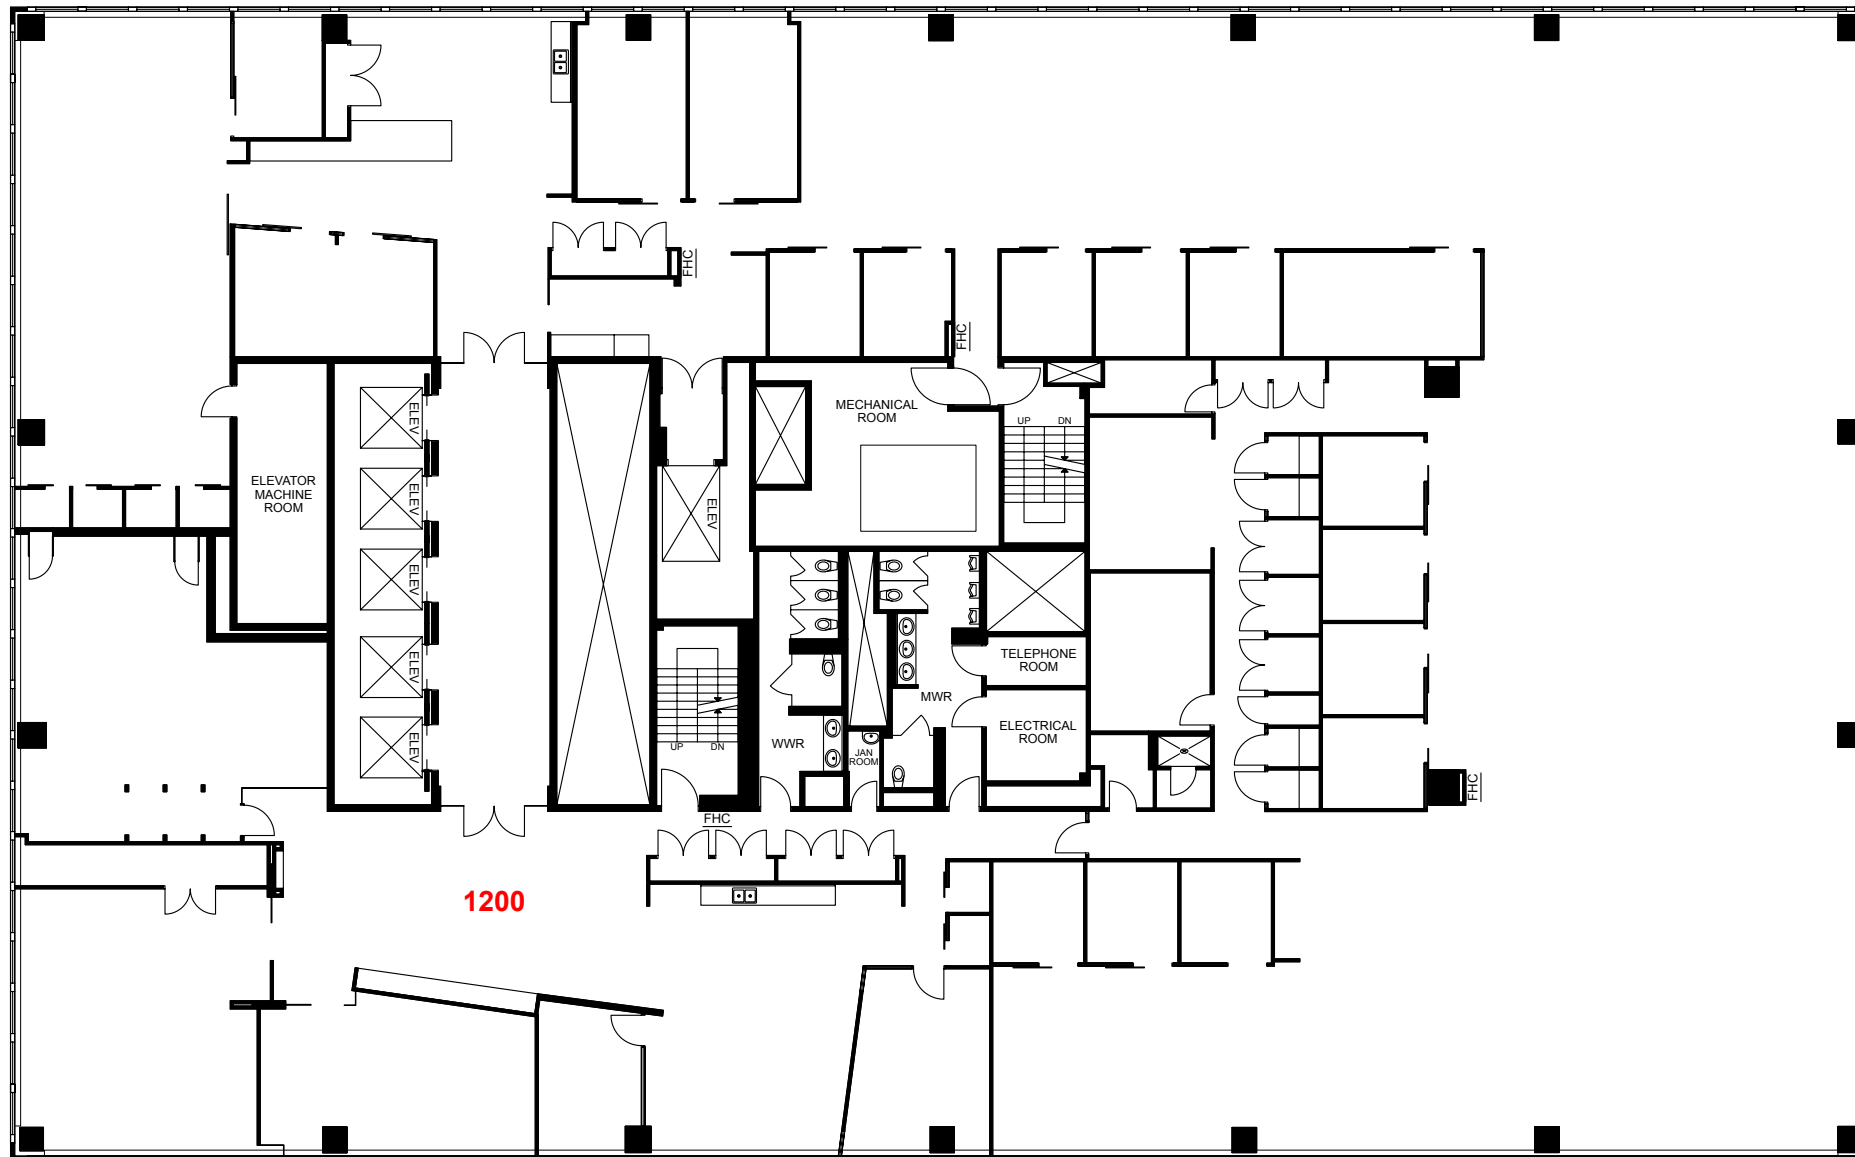 FHC
FHC
MECHANICAL
ROOM
ELEV
UP
DN
ELEVATOR
MACHINE
ROOM
ELEV
ELEV
ELEV
TELEPHONE
ROOM
ELEV
MWR
ELECTRICAL
ROOM
ELEV
UP
DN
WWR
JAN
ROOM
FHC
FHC
1200